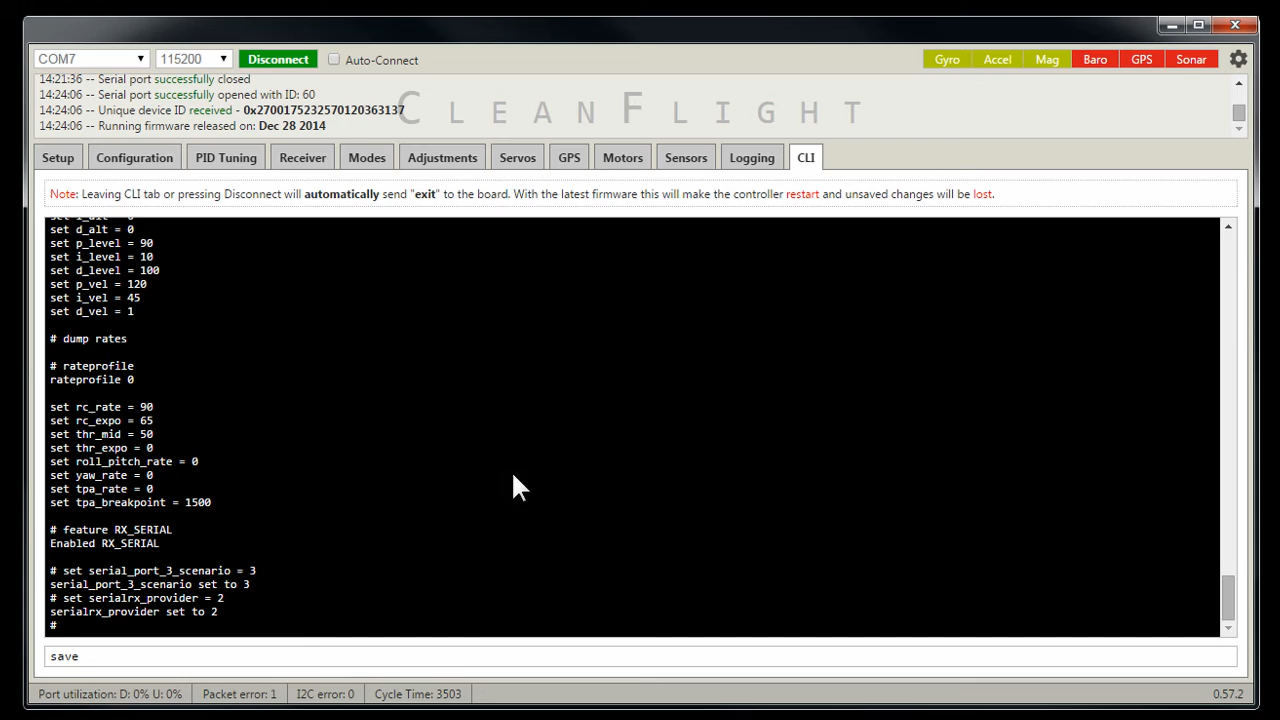 COM7 115200 Disconnect Auto-Connect Gyro Accel Mag Baro GPS Sonar
14:21:36 -- Serial port successfully closed
14:24:06 -- Serial port successfully opened with ID: 60
14:24:06 -- Unique device ID received - 0x2700175232570120363137
CLEANFLIGHT
14:24:06 -- Running firmware released on: Dec 28 2014
Setup Configuration PID Tuning Receiver Modes Adjustments Servos GPS Motors Sensors Logging CLI
Note: Leaving CLI tab or pressing Disconnect will automatically send "exit" to the board. With the latest firmware this will make the controller restart and unsaved changes will be lost.
set i_alt = 0
set d_alt = 0
set p_level = 90
set i_level = 10
set d_level = 100
set p_vel = 120
set i_vel = 45
set d_vel = 1
# dump rates
# rateprofile
rateprofile 0
set rc_rate = 90
set rc_expo = 65
set thr_mid = 50
set thr_expo = 0
set roll_pitch_rate = 0
set yaw_rate = 0
set tpa_rate = 0
set tpa_breakpoint = 1500
# feature RX_SERIAL
Enabled RX_SERIAL
# set serial_port_3_scenario = 3
serial_port_3_scenario set to 3
# set serialrx_provider = 2
serialrx_provider set to 2
#
save
Port utilization: D: 0% U: 0% Packet error: 1 I2C error: 0 Cycle Time: 3503 0.57.2